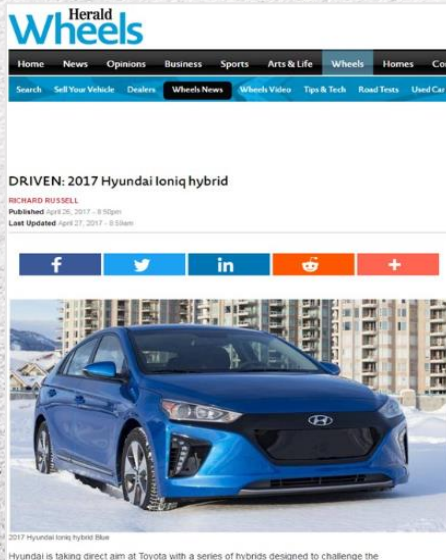 Herald
Wheels
Home News Opinions Business Sports Arts & Life Wheels Homes
Search Sell Your Vehicle Dealers Wheels News Wheels Video Tips & Tech Road Tests Used Car
DRIVEN: 2017 Hyundai Ioniq hybrid
RICHARD RUSSELL
Published April 26, 2017 - 8:50pm
Last Updated April 27, 2017 - 8:59am
2017 Hyundai Ioniq hybrid Blue
Hyundai is taking direct aim at Toyota with a series of hybrids designed to challenge the